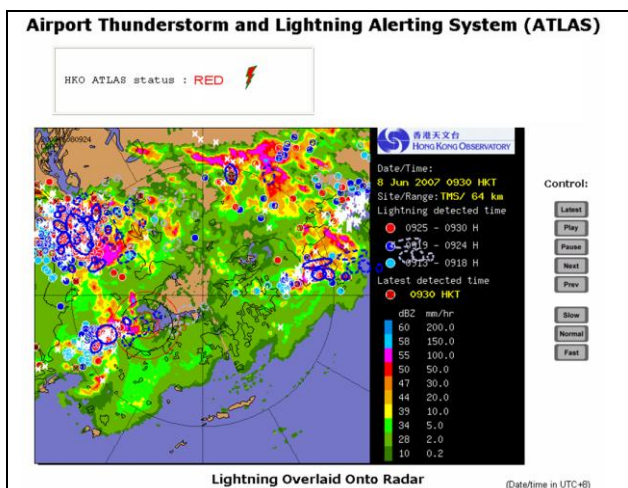 Airport Thunderstorm and Lightning Alerting System (ATLAS)
HKO ATLAS status : RED
香港天文台
HONG KONG OBSERVATORY
Date/Time:
8 Jun 2007 0930 HKT
Site/Range: TMS/ 64 km
Lightning detected time
0925 - 0930 H
0919 - 0924 H
0913 - 0918 H
Latest detected time
0930 HKT
dBZ mm/hr
60 200.0
58 150.0
55 100.0
50 50.0
47 30.0
44 20.0
39 10.0
34 5.0
28 2.0
10 0.2
Control:
Latest
Play
Pause
Next
Prev
Slow
Normal
Fast
Lightning Overlaid Onto Radar
(Date/time in UTC+8)